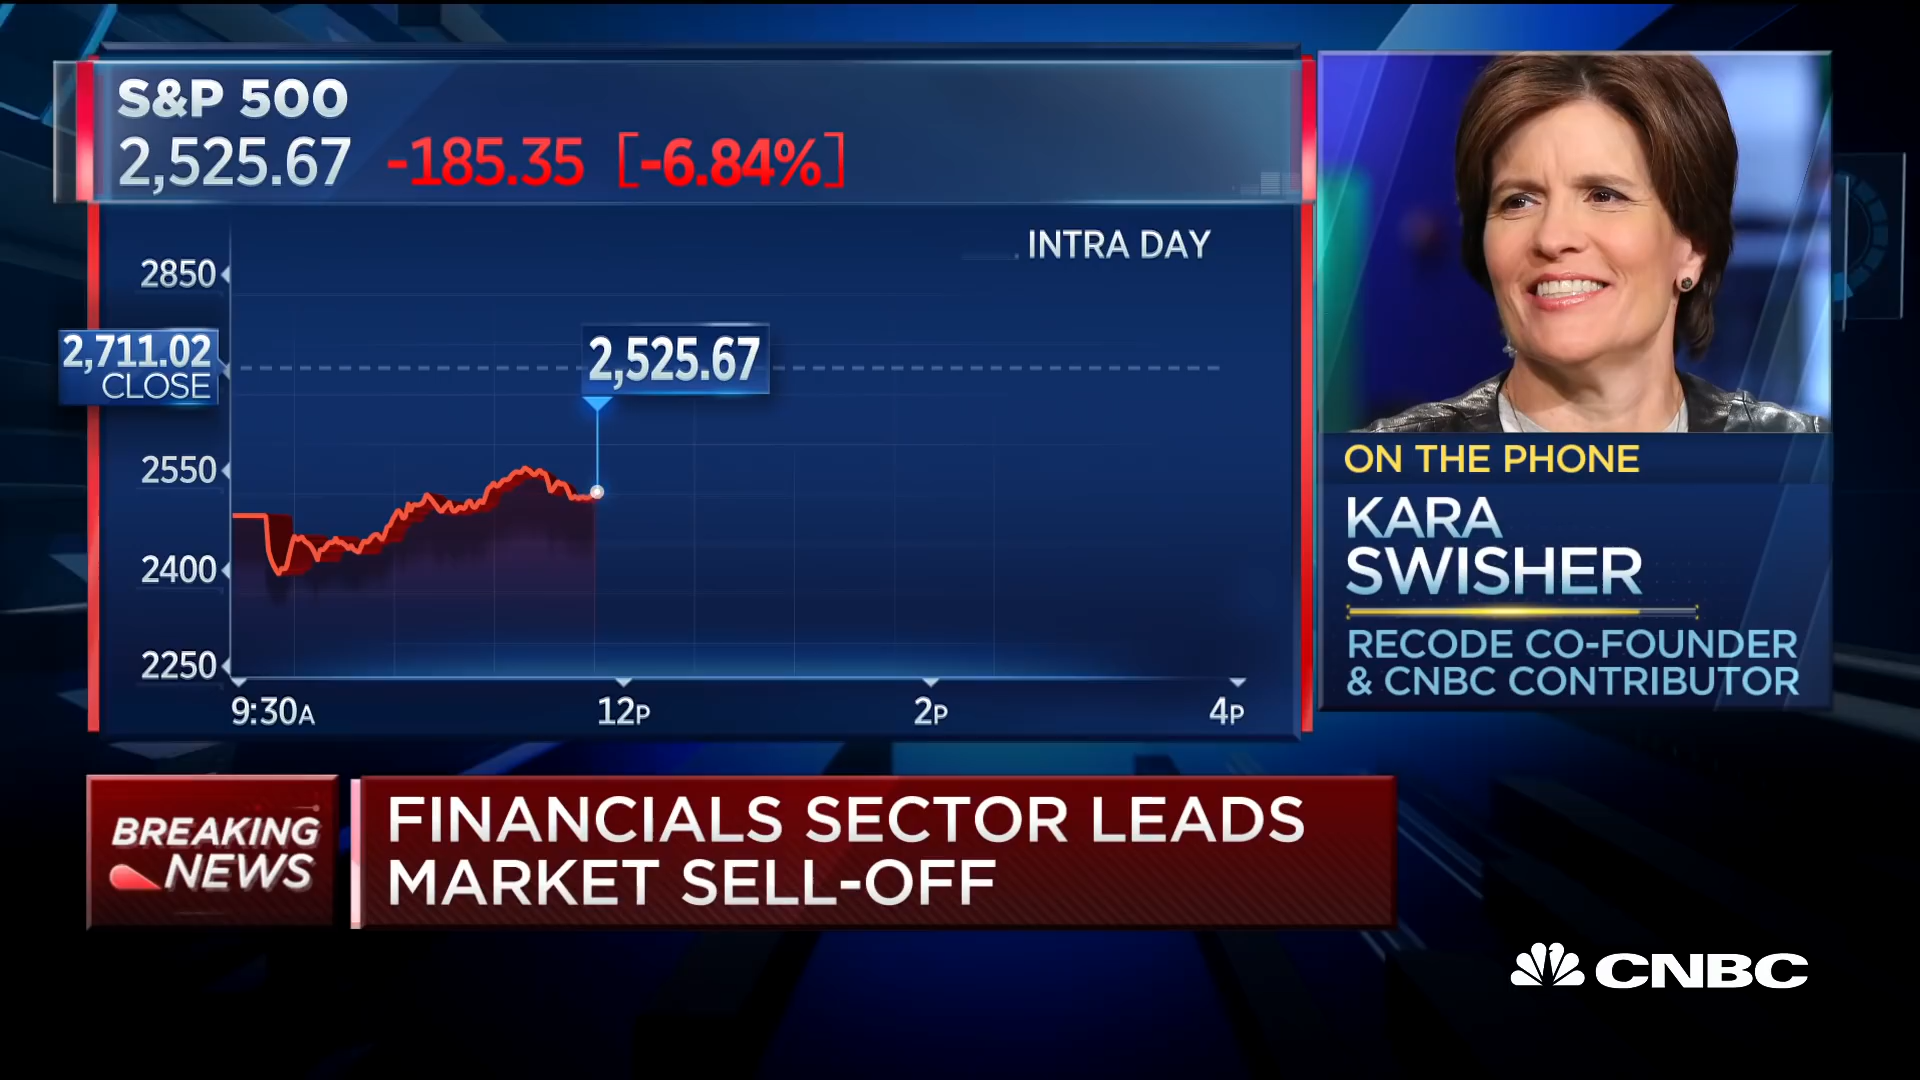 S&P 500
2,525.67 -185.35 [-6.84%]
INTRA DAY
2850
2,711.02
CLOSE
2,525.67
2550
2400
2250
9:30A 12P 2P 4P
ON THE PHONE
KARA
SWISHER
RECODE CO-FOUNDER
& CNBC CONTRIBUTOR
BREAKING
NEWS
FINANCIALS SECTOR LEADS
MARKET SELL-OFF
CNBC